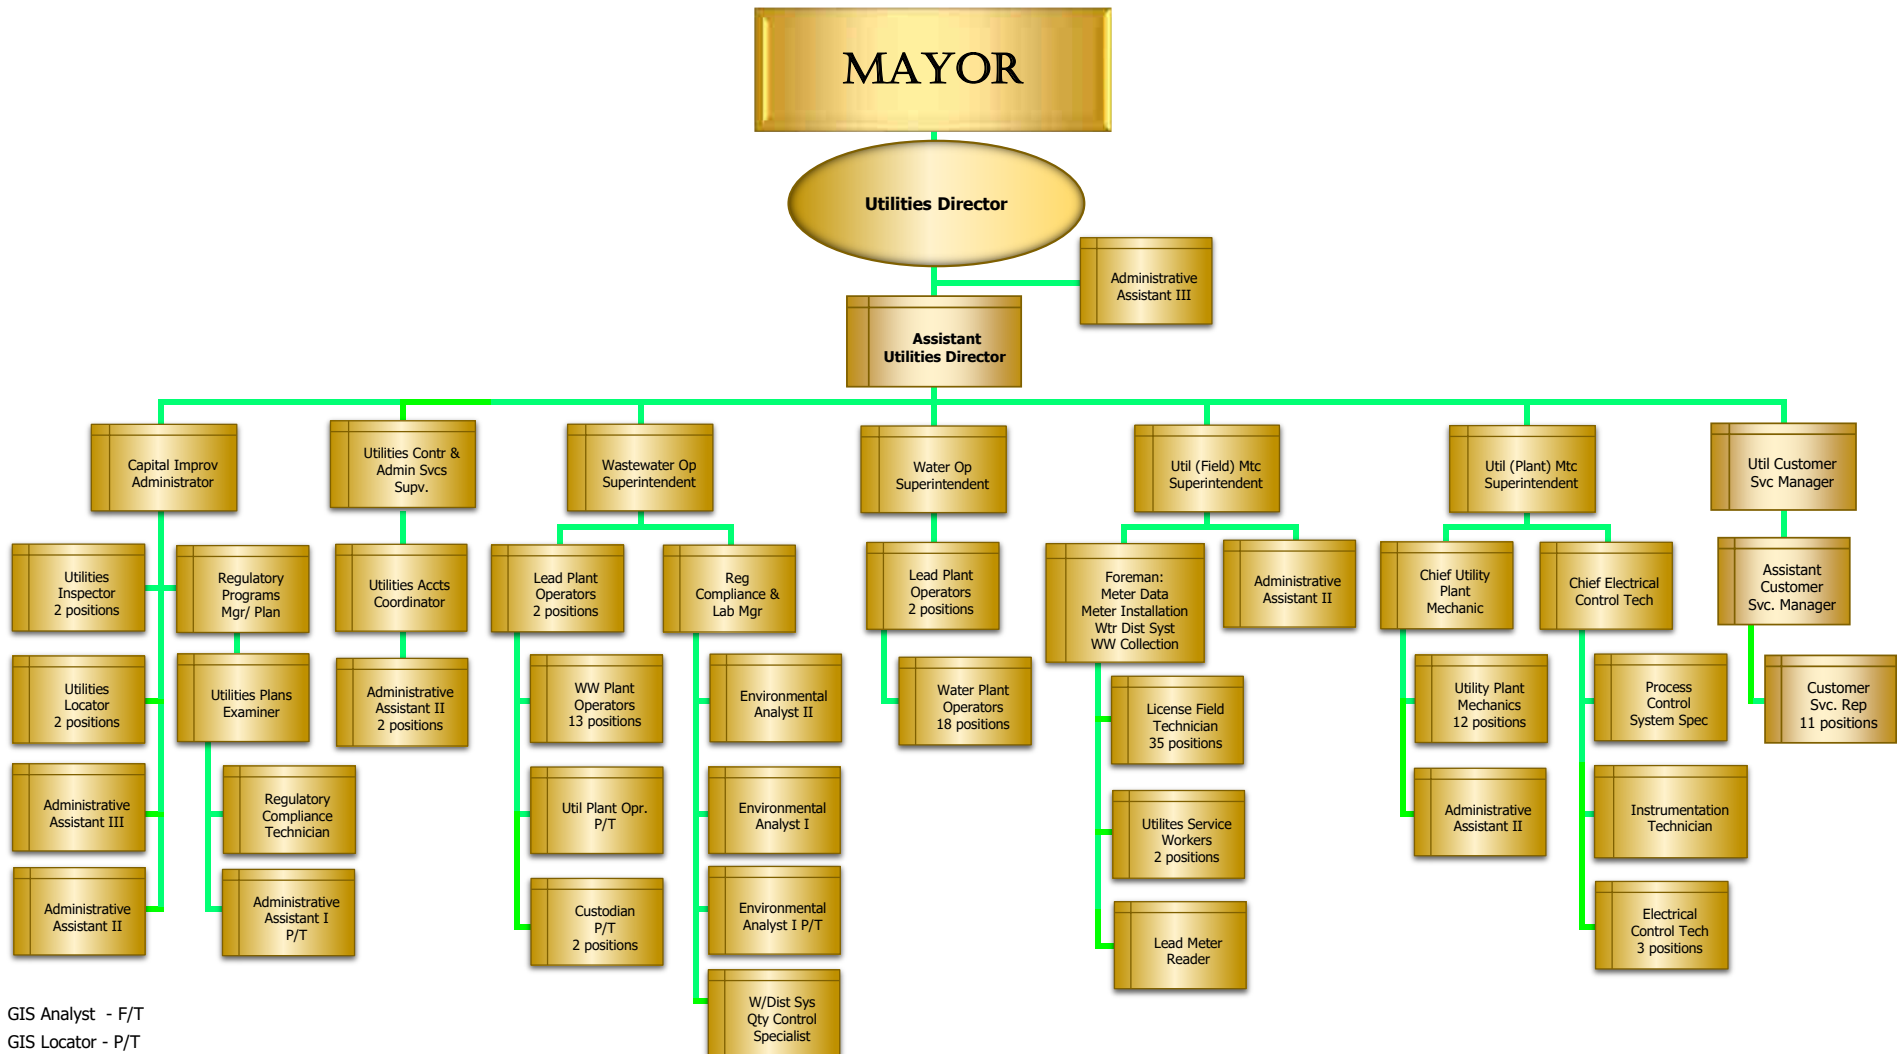 MAYOR
Utilities Director
Administrative
Assistant III
Assistant
Utilities Director
Capital Improv
Administrator
Utilities Contr &
Admin Svcs
Supv.
Wastewater Op
Superintendent
Water Op
Superintendent
Util (Field) Mtc
Superintendent
Util (Plant) Mtc
Superintendent
Util Customer
Svc Manager
Utilities
Inspector
2 positions
Regulatory
Programs
Mgr/ Plan
Utilities Accts
Coordinator
Lead Plant
Operators
2 positions
Reg
Compliance &
Lab Mgr
Lead Plant
Operators
2 positions
Foreman:
Meter Data
Meter Installation
Wtr Dist Syst
WW Collection
Administrative
Assistant II
Chief Utility
Plant
Mechanic
Chief Electrical
Control Tech
Assistant
Customer
Svc. Manager
Utilities
Locator
2 positions
Utilities Plans
Examiner
Administrative
Assistant II
2 positions
WW Plant
Operators
13 positions
Environmental
Analyst II
Water Plant
Operators
18 positions
License Field
Technician
35 positions
Utility Plant
Mechanics
12 positions
Process
Control
System Spec
Customer
Svc. Rep
11 positions
Administrative
Assistant III
Regulatory
Compliance
Technician
Util Plant Opr.
P/T
Environmental
Analyst I
Utilites Service
Workers
2 positions
Administrative
Assistant II
Instrumentation
Technician
Administrative
Assistant II
Administrative
Assistant I
P/T
Custodian
P/T
2 positions
Environmental
Analyst I P/T
Lead Meter
Reader
Electrical
Control Tech
3 positions
W/Dist Sys
Qty Control
Specialist
GIS Analyst  - F/T
GIS Locator - P/T